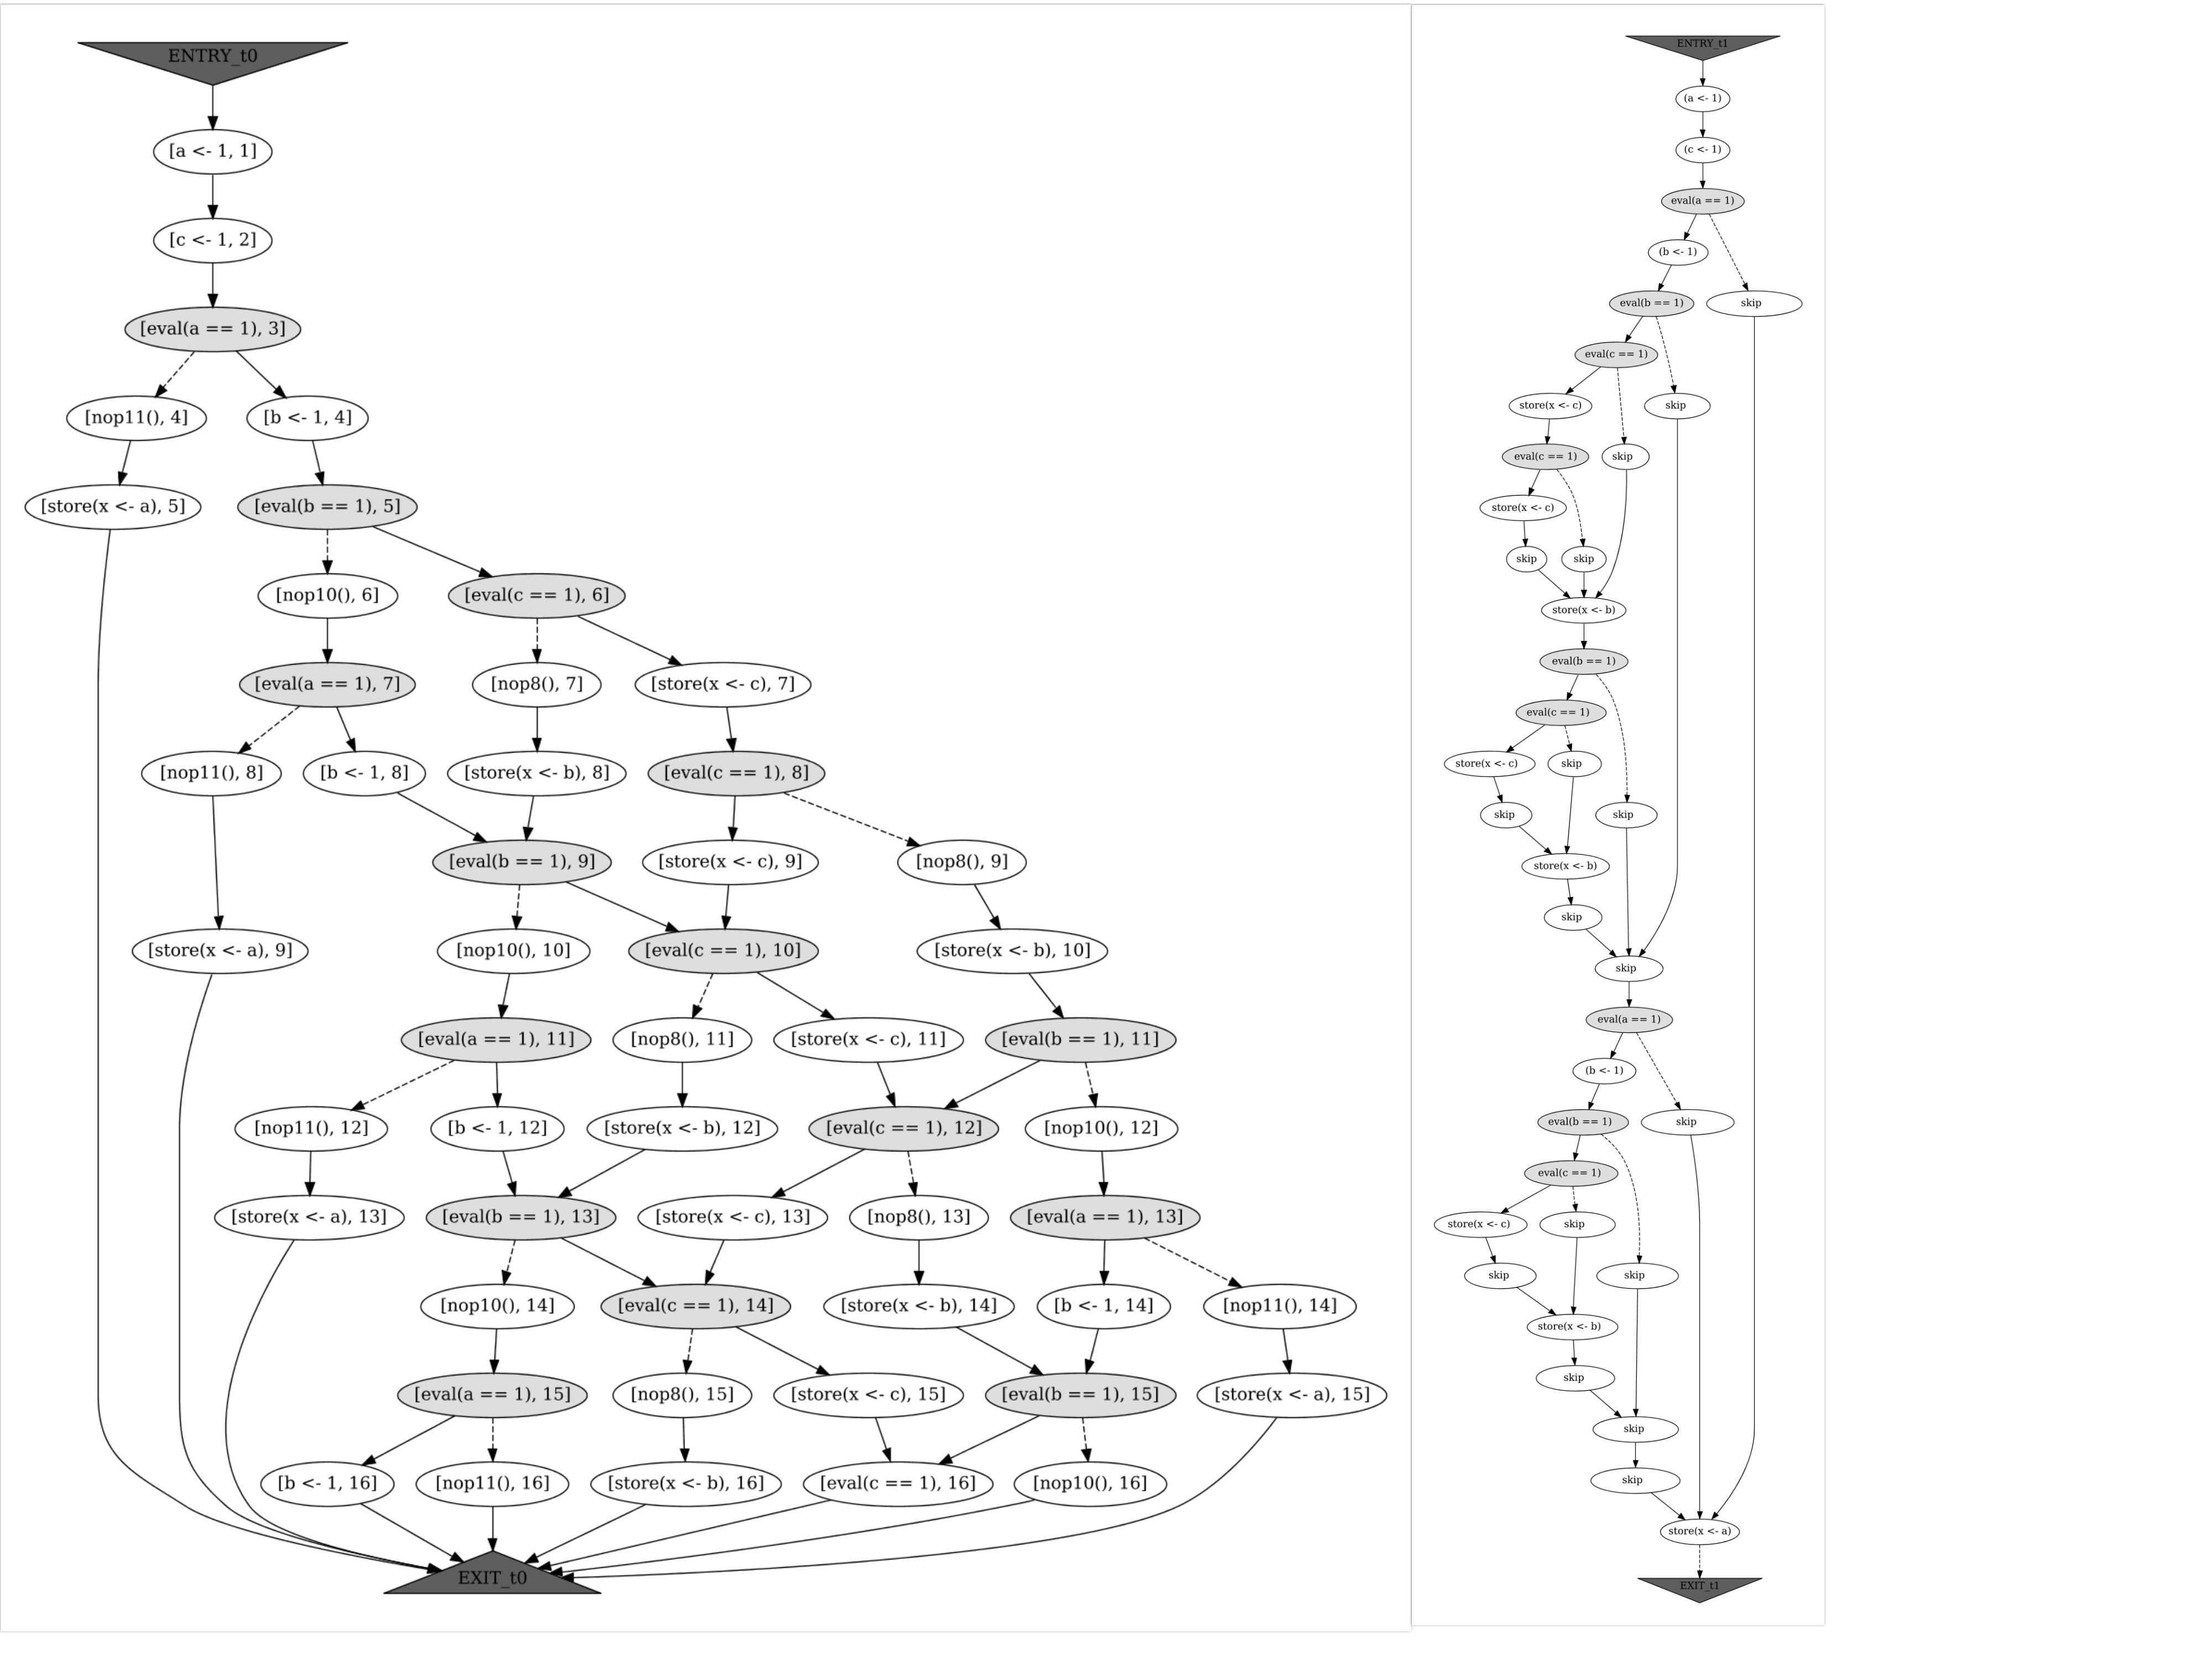 ENTRY_t0
[a <- 1, 1]
[c <- 1, 2]
[eval(a == 1), 3]
[nop11(), 4]
[b <- 1, 4]
[store(x <- a), 5]
[eval(b == 1), 5]
[nop10(), 6]
[eval(c == 1), 6]
[eval(a == 1), 7]
[nop8(), 7]
[store(x <- c), 7]
[nop11(), 8]
[b <- 1, 8]
[store(x <- b), 8]
[eval(c == 1), 8]
[eval(b == 1), 9]
[store(x <- c), 9]
[nop8(), 9]
[store(x <- a), 9]
[nop10(), 10]
[eval(c == 1), 10]
[store(x <- b), 10]
[eval(a == 1), 11]
[nop8(), 11]
[store(x <- c), 11]
[eval(b == 1), 11]
[nop11(), 12]
[b <- 1, 12]
[store(x <- b), 12]
[eval(c == 1), 12]
[nop10(), 12]
[store(x <- a), 13]
[eval(b == 1), 13]
[store(x <- c), 13]
[nop8(), 13]
[eval(a == 1), 13]
[nop10(), 14]
[eval(c == 1), 14]
[store(x <- b), 14]
[b <- 1, 14]
[nop11(), 14]
[eval(a == 1), 15]
[nop8(), 15]
[store(x <- c), 15]
[eval(b == 1), 15]
[store(x <- a), 15]
[b <- 1, 16]
[nop11(), 16]
[store(x <- b), 16]
[eval(c == 1), 16]
[nop10(), 16]
EXIT_t0
ENTRY_t1
(a <- 1)
(c <- 1)
eval(a == 1)
(b <- 1)
eval(b == 1)
skip
eval(c == 1)
store(x <- c)
skip
eval(c == 1)
skip
store(x <- c)
skip
skip
store(x <- b)
eval(b == 1)
eval(c == 1)
store(x <- c)
skip
skip
skip
store(x <- b)
skip
skip
eval(a == 1)
(b <- 1)
eval(b == 1)
skip
eval(c == 1)
store(x <- c)
skip
skip
skip
store(x <- b)
skip
skip
skip
store(x <- a)
EXIT_t1